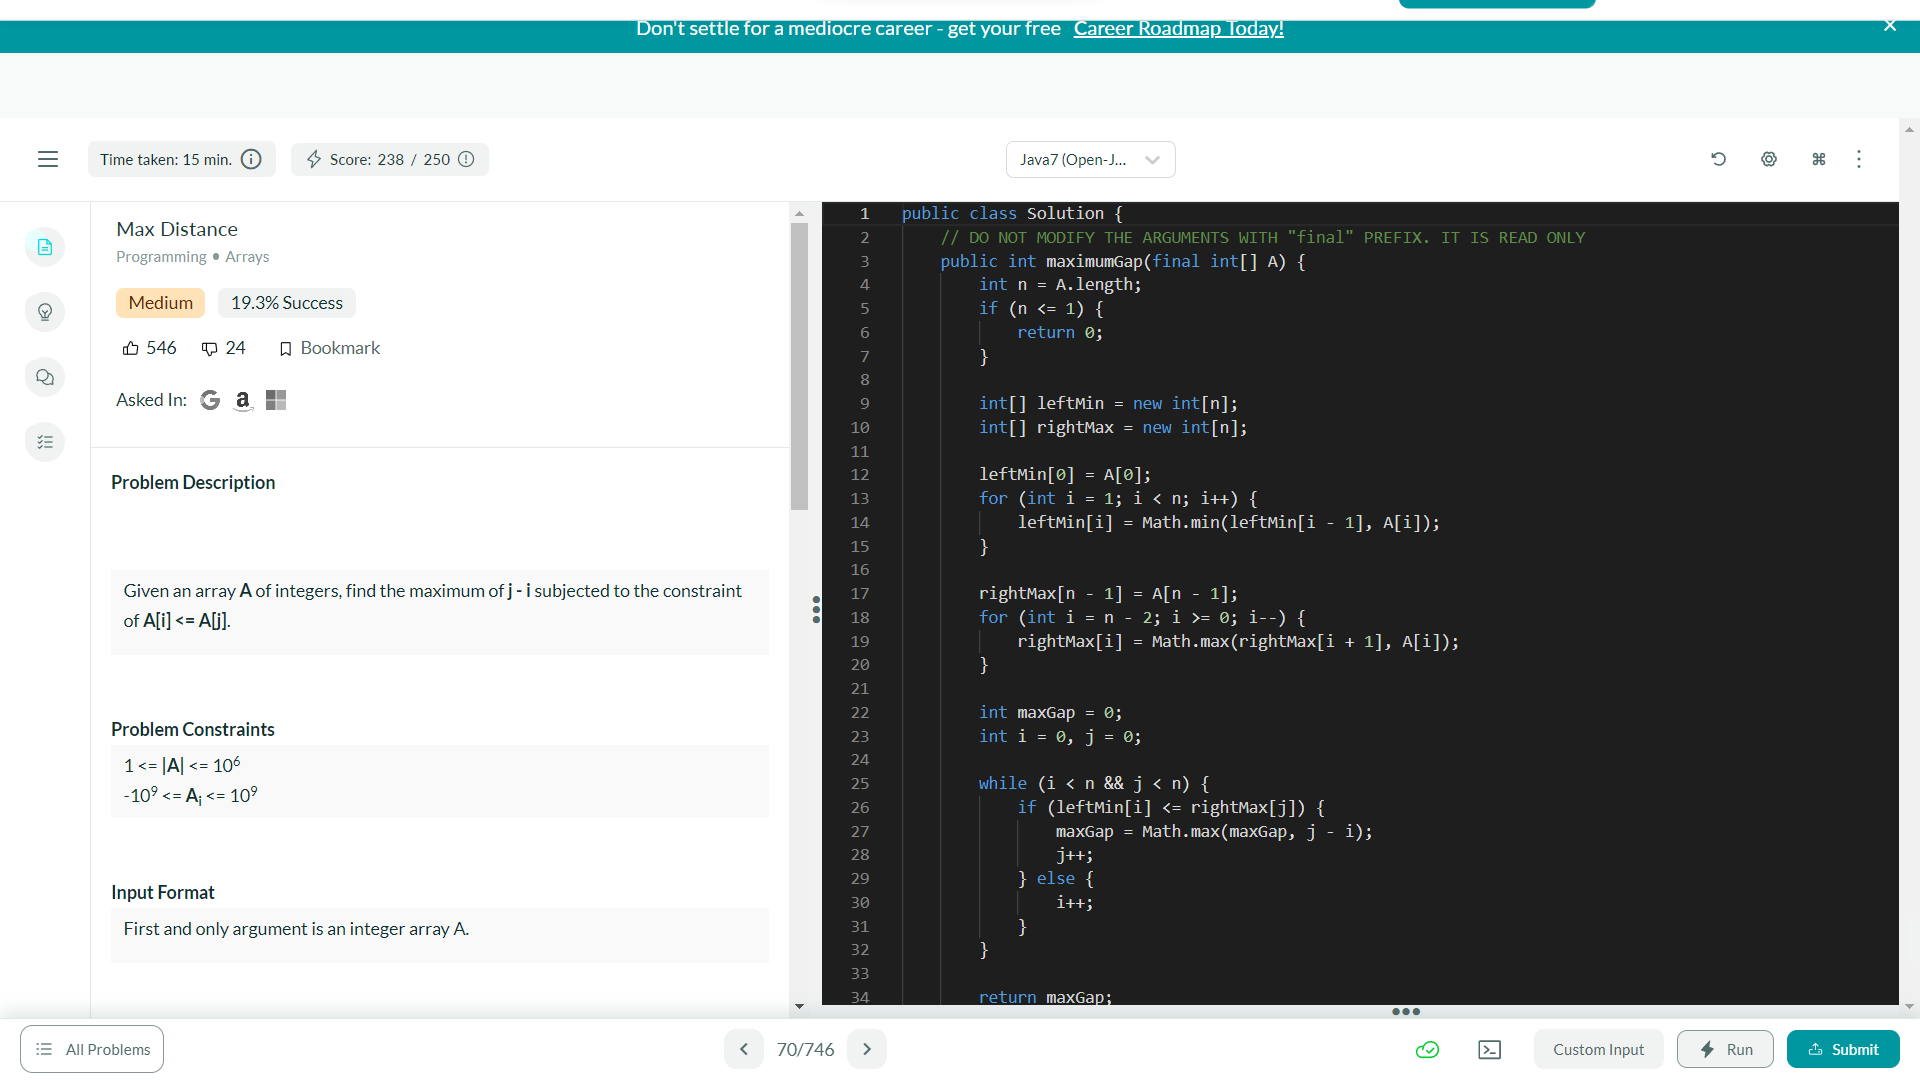 Don't settle for a mediocre career - get your free Career Roadmap Today!
Time taken: 15 min.
Score: 238 / 250
Java7 (Open-J...
Max Distance
Programming • Arrays
Medium
19.3% Success
546
24
Bookmark
Asked In:
Problem Description
Given an array A of integers, find the maximum of j - i subjected to the constraint
of A[i] <= A[j].
Problem Constraints
1 <= |A| <= 10⁶
-10⁹ <= Aᵢ <= 10⁹
Input Format
First and only argument is an integer array A.
1 public class Solution {
2 // DO NOT MODIFY THE ARGUMENTS WITH "final" PREFIX. IT IS READ ONLY
3 public int maximumGap(final int[] A) {
4 int n = A.length;
5 if (n <= 1) {
6 return 0;
7 }
8
9 int[] leftMin = new int[n];
10 int[] rightMax = new int[n];
11
12 leftMin[0] = A[0];
13 for (int i = 1; i < n; i++) {
14 leftMin[i] = Math.min(leftMin[i - 1], A[i]);
15 }
16
17 rightMax[n - 1] = A[n - 1];
18 for (int i = n - 2; i >= 0; i--) {
19 rightMax[i] = Math.max(rightMax[i + 1], A[i]);
20 }
21
22 int maxGap = 0;
23 int i = 0, j = 0;
24
25 while (i < n && j < n) {
26 if (leftMin[i] <= rightMax[j]) {
27 maxGap = Math.max(maxGap, j - i);
28 j++;
29 } else {
30 i++;
31 }
32 }
33
34 return maxGap;
All Problems
70/746
Custom Input
Run
Submit